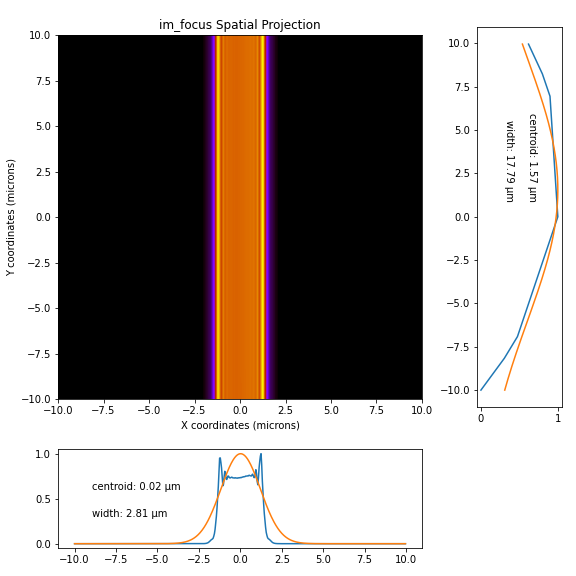 im_focus Spatial Projection
10.0
7.5
5.0
2.5
0.0
−2.5
−5.0
−7.5
−10.0
Y coordinates (microns)
−10.0 −7.5 −5.0 −2.5 0.0 2.5 5.0 7.5 10.0
X coordinates (microns)
10.0
7.5
5.0
2.5
0.0
−2.5
−5.0
−7.5
−10.0
0 1
centroid: 1.57 μm
width: 17.79 μm
1.0
0.5
0.0
centroid: 0.02 μm
width: 2.81 μm
−10.0 −7.5 −5.0 −2.5 0.0 2.5 5.0 7.5 10.0